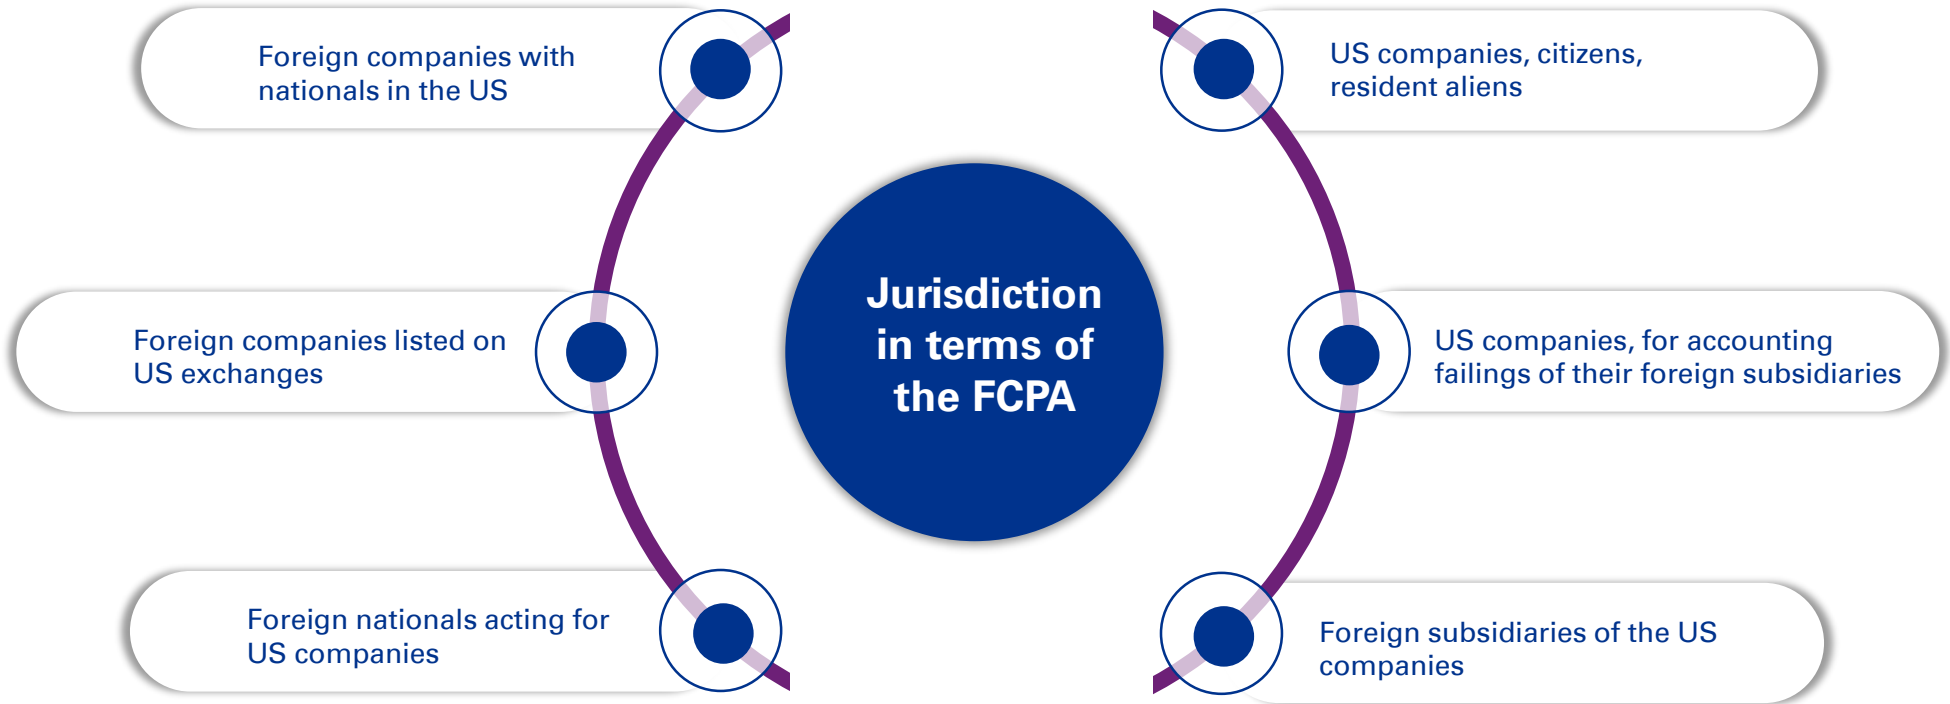 Foreign companies with
nationals in the US
US companies, citizens,
resident aliens
Jurisdiction
in terms of
the FCPA
Foreign companies listed on
US exchanges
US companies, for accounting
failings of their foreign subsidiaries
Foreign nationals acting for
US companies
Foreign subsidiaries of the US
companies